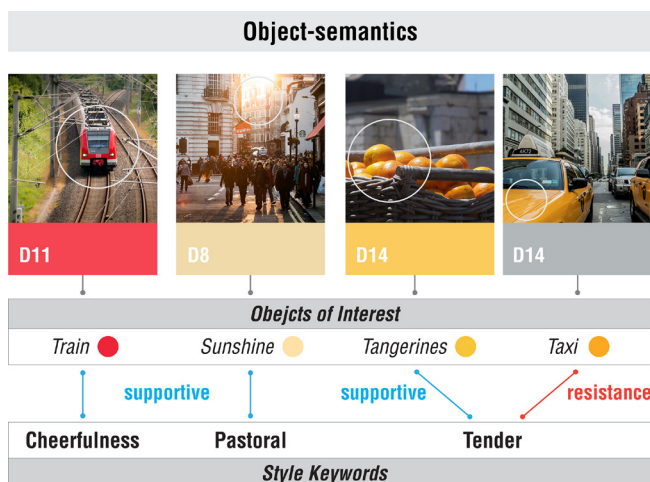 Object-semantics
D11
D8
D14
D14
Obejcts of Interest
Train
Sunshine
Tangerines
Taxi
supportive
supportive
resistance
Cheerfulness
Pastoral
Tender
Style Keywords